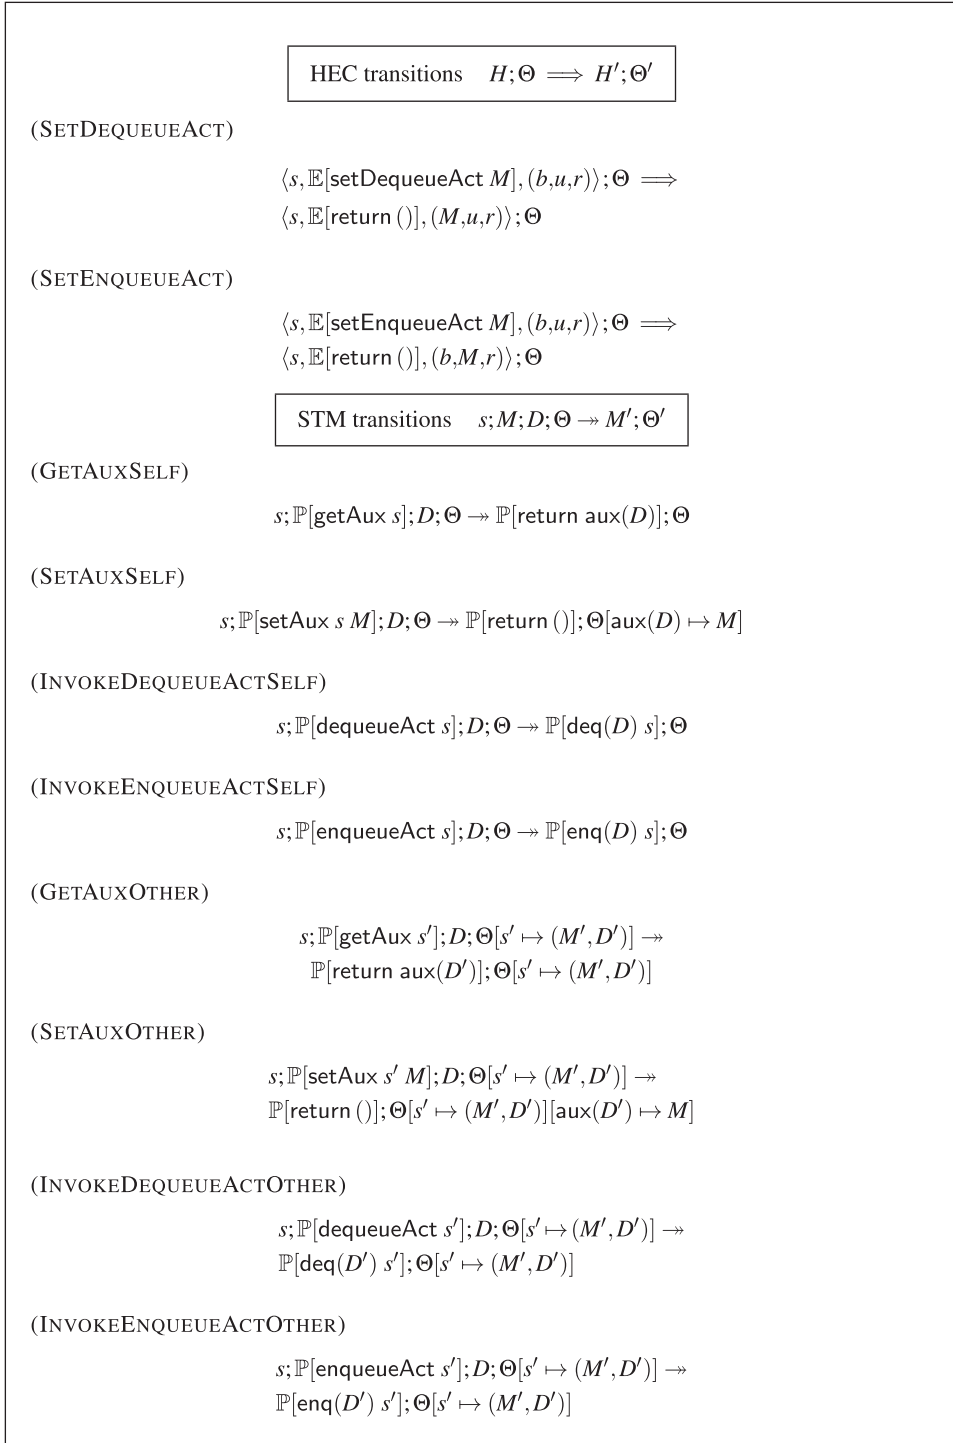 HEC transitions H;Θ ⟹ H′;Θ′
(SETDEQUEUEACT)
⟨s,𝔼[setDequeueAct M],(b,u,r)⟩;Θ ⟹
⟨s,𝔼[return ()],(M,u,r)⟩;Θ
(SETENQUEUEACT)
⟨s,𝔼[setEnqueueAct M],(b,u,r)⟩;Θ ⟹
⟨s,𝔼[return ()],(b,M,r)⟩;Θ
STM transitions s;M;D;Θ ↠ M′;Θ′
(GETAUXSELF)
s;ℙ[getAux s];D;Θ ↠ ℙ[return aux(D)];Θ
(SETAUXSELF)
s;ℙ[setAux s M];D;Θ ↠ ℙ[return ()];Θ[aux(D) ↦ M]
(INVOKEDEQUEUEACTSELF)
s;ℙ[dequeueAct s];D;Θ ↠ ℙ[deq(D) s];Θ
(INVOKEENQUEUEACTSELF)
s;ℙ[enqueueAct s];D;Θ ↠ ℙ[enq(D) s];Θ
(GETAUXOTHER)
s;ℙ[getAux s′];D;Θ[s′ ↦ (M′,D′)] ↠
ℙ[return aux(D′)];Θ[s′ ↦ (M′,D′)]
(SETAUXOTHER)
s;ℙ[setAux s′ M];D;Θ[s′ ↦ (M′,D′)] ↠
ℙ[return ()];Θ[s′ ↦ (M′,D′)][aux(D′) ↦ M]
(INVOKEDEQUEUEACTOTHER)
s;ℙ[dequeueAct s′];D;Θ[s′ ↦ (M′,D′)] ↠
ℙ[deq(D′) s′];Θ[s′ ↦ (M′,D′)]
(INVOKEENQUEUEACTOTHER)
s;ℙ[enqueueAct s′];D;Θ[s′ ↦ (M′,D′)] ↠
ℙ[enq(D′) s′];Θ[s′ ↦ (M′,D′)]